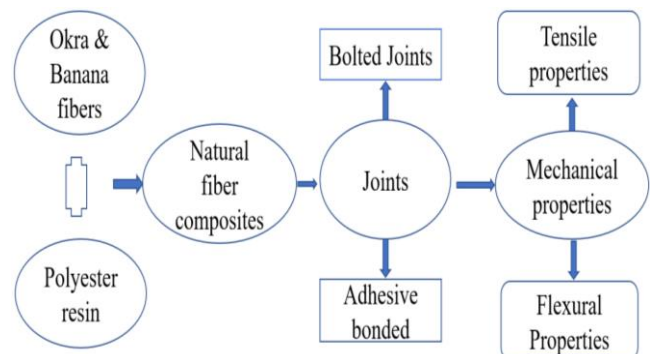 Okra &
Banana
fibers
Polyester
resin
Natural
fiber
composites
Bolted Joints
Joints
Adhesive
bonded
Tensile
properties
Mechanical
properties
Flexural
Properties